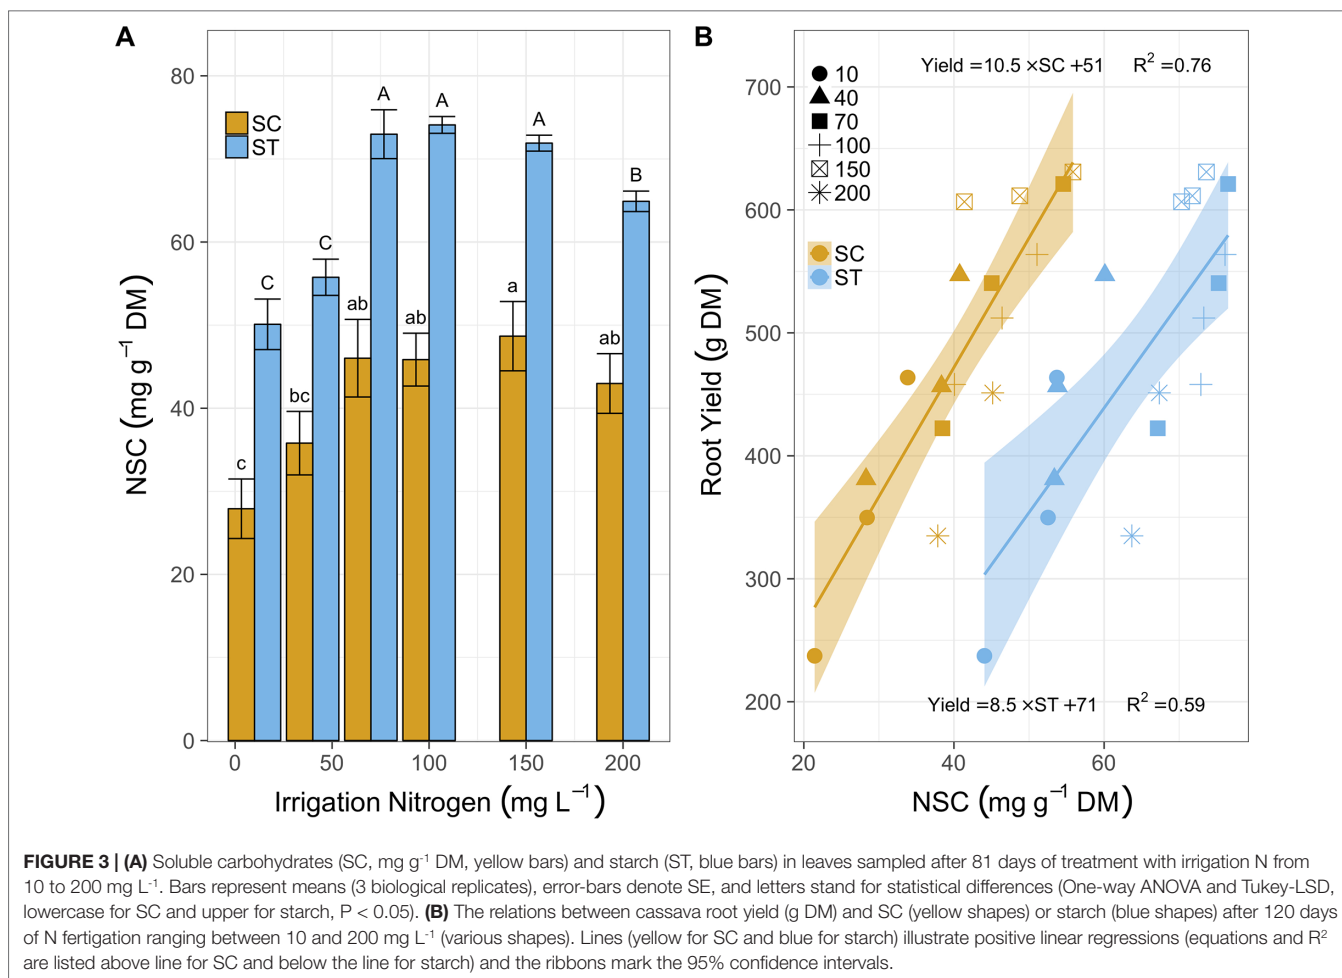 A
SC
ST
80
60
40
20
0
NSC (mg g⁻¹ DM)
c
C
bc
C
ab
A
ab
A
a
A
ab
B
0 50 100 150 200
Irrigation Nitrogen (mg L⁻¹)
B
Yield =10.5 ×SC +51 R² =0.76
10
40
70
100
150
200
SC
ST
700
600
500
400
300
200
Root Yield (g DM)
Yield =8.5 ×ST +71 R² =0.59
20 40 60
NSC (mg g⁻¹ DM)
FIGURE 3 | (A) Soluble carbohydrates (SC, mg g⁻¹ DM, yellow bars) and starch (ST, blue bars) in leaves sampled after 81 days of treatment with irrigation N from
10 to 200 mg L⁻¹. Bars represent means (3 biological replicates), error-bars denote SE, and letters stand for statistical differences (One-way ANOVA and Tukey-LSD,
lowercase for SC and upper for starch, P < 0.05). (B) The relations between cassava root yield (g DM) and SC (yellow shapes) or starch (blue shapes) after 120 days
of N fertigation ranging between 10 and 200 mg L⁻¹ (various shapes). Lines (yellow for SC and blue for starch) illustrate positive linear regressions (equations and R²
are listed above line for SC and below the line for starch) and the ribbons mark the 95% confidence intervals.